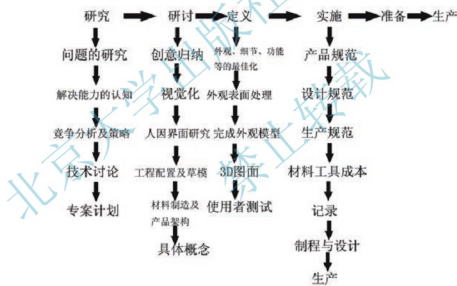 研究 研讨 定义 实施 准备 生产
问题的研究 创意归纳 外观、细节、功能 产品规范
等的最佳化
解决能力的认知 视觉化 外观表面处理 设计规范
竞争分析及策略 人因界面研究 完成外观模型 生产规范
技术讨论 工程配置及草模 3D图面 材料工具成本
专案计划 材料制造及 使用者测试 记录
产品架构
具体概念 制程与设计
生产
北京大学出版社
禁止转载